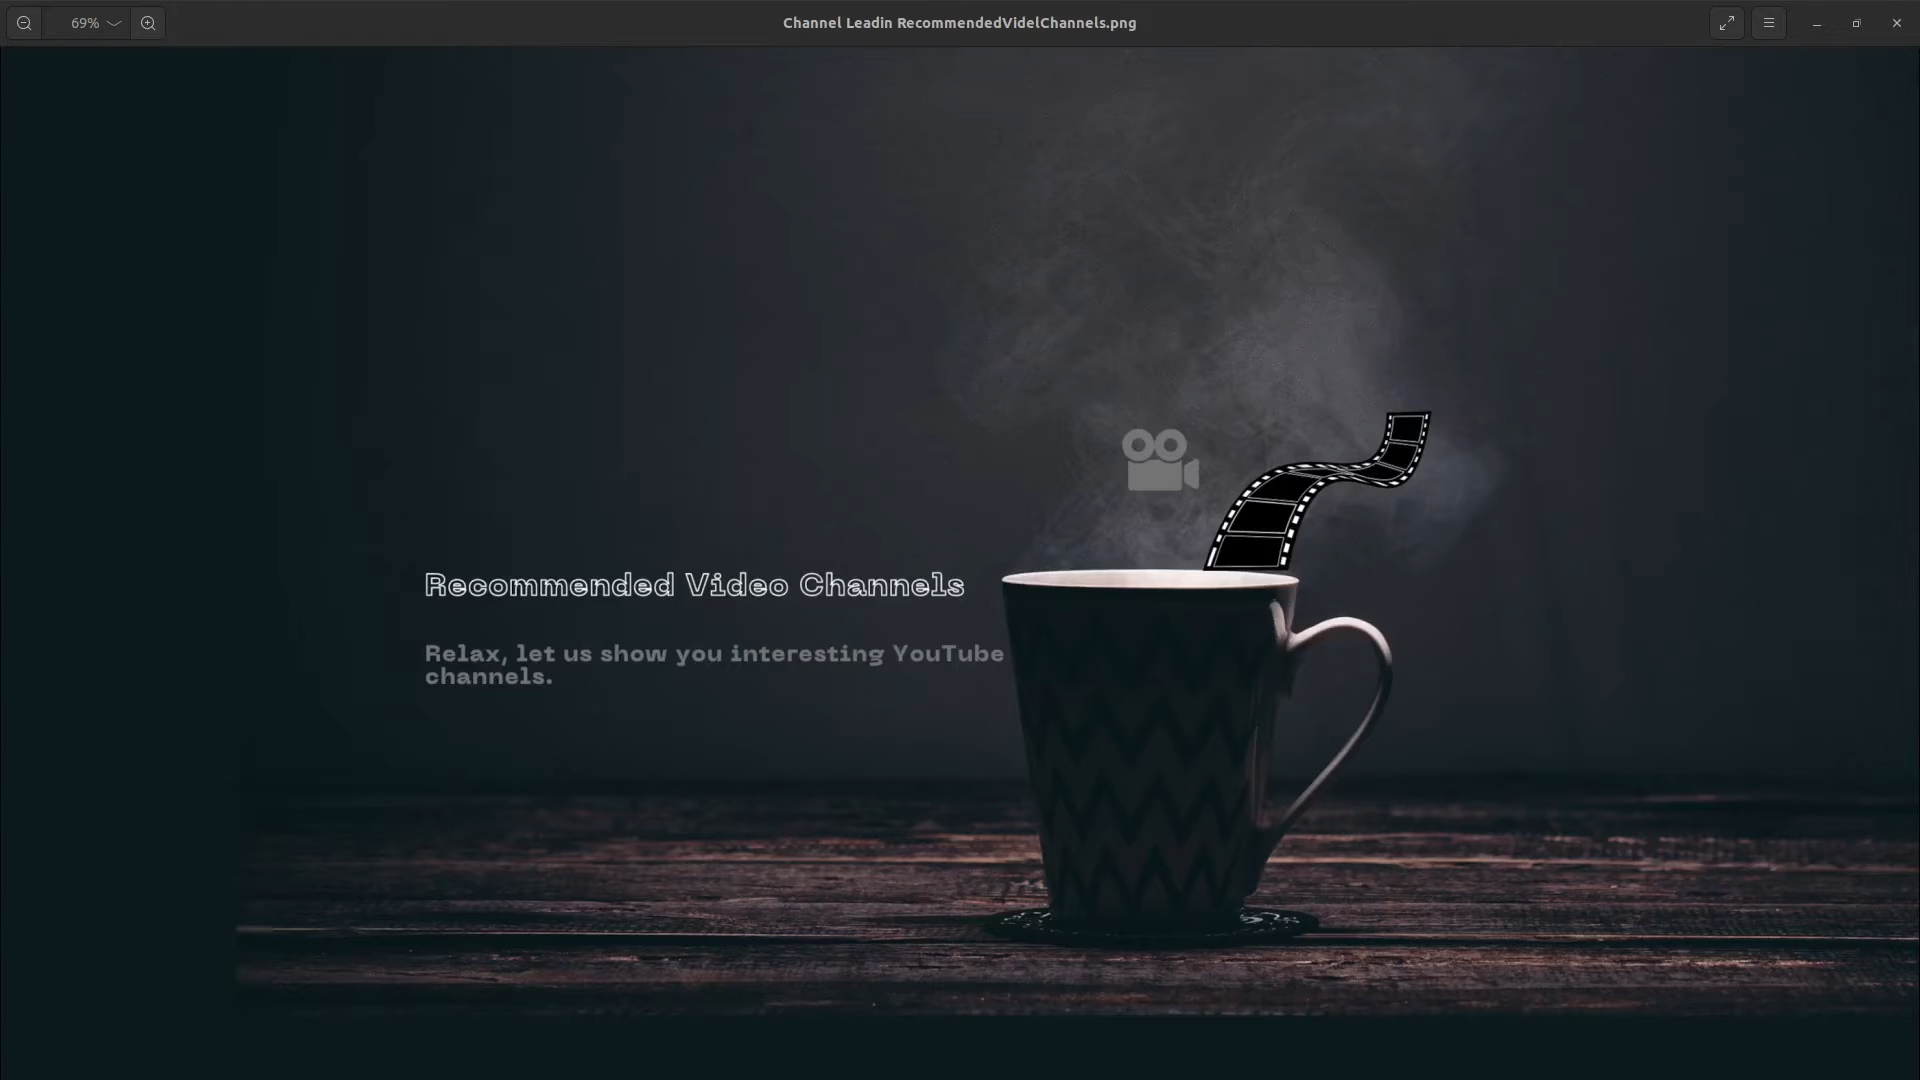 69%
Channel Leadin RecommendedVidelChannels.png
Recommended Video Channels
Relax, let us show you interesting YouTube
channels.